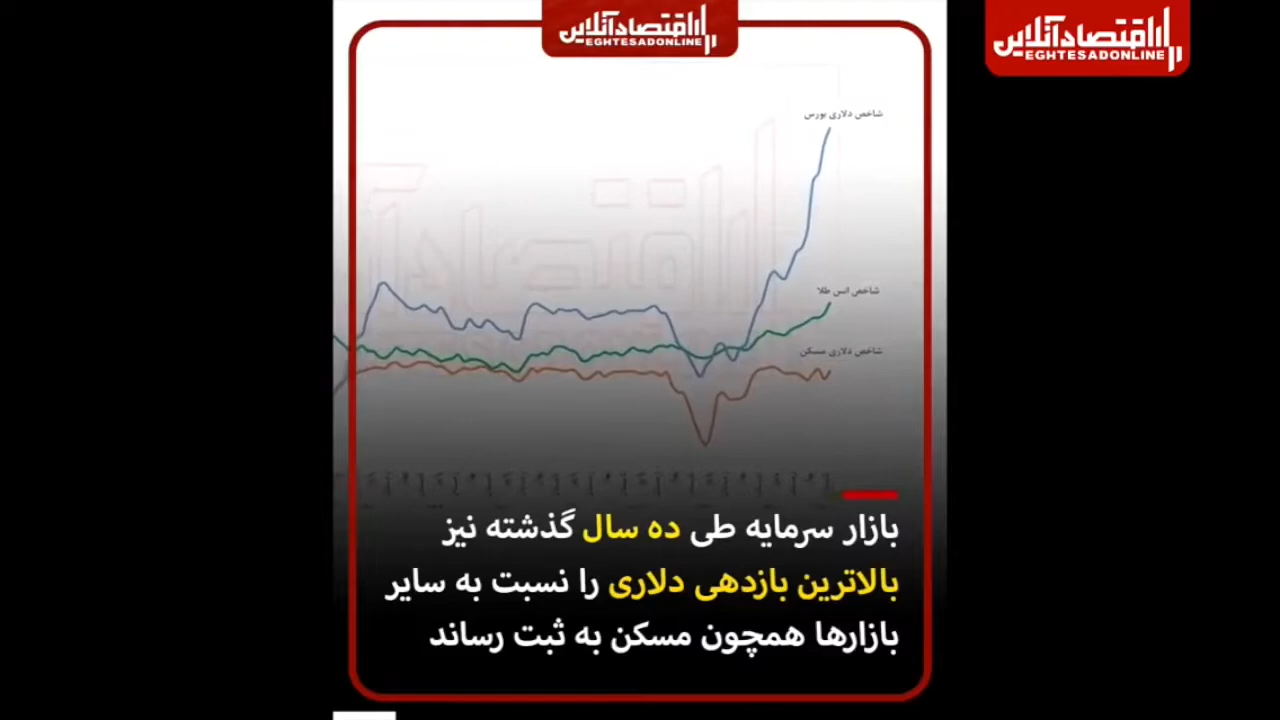 اقتصادآنلاین
EGHTESADONLINE
اقتصادآنلاین
EGHTESADONLINE
شاخص دلاری بورس
شاخص انس طلا
شاخص دلاری مسکن
بازار سرمایه طی ده سال گذشته نیز
بالاترین بازدهی دلاری را نسبت به سایر
بازارها همچون مسکن به ثبت رساند